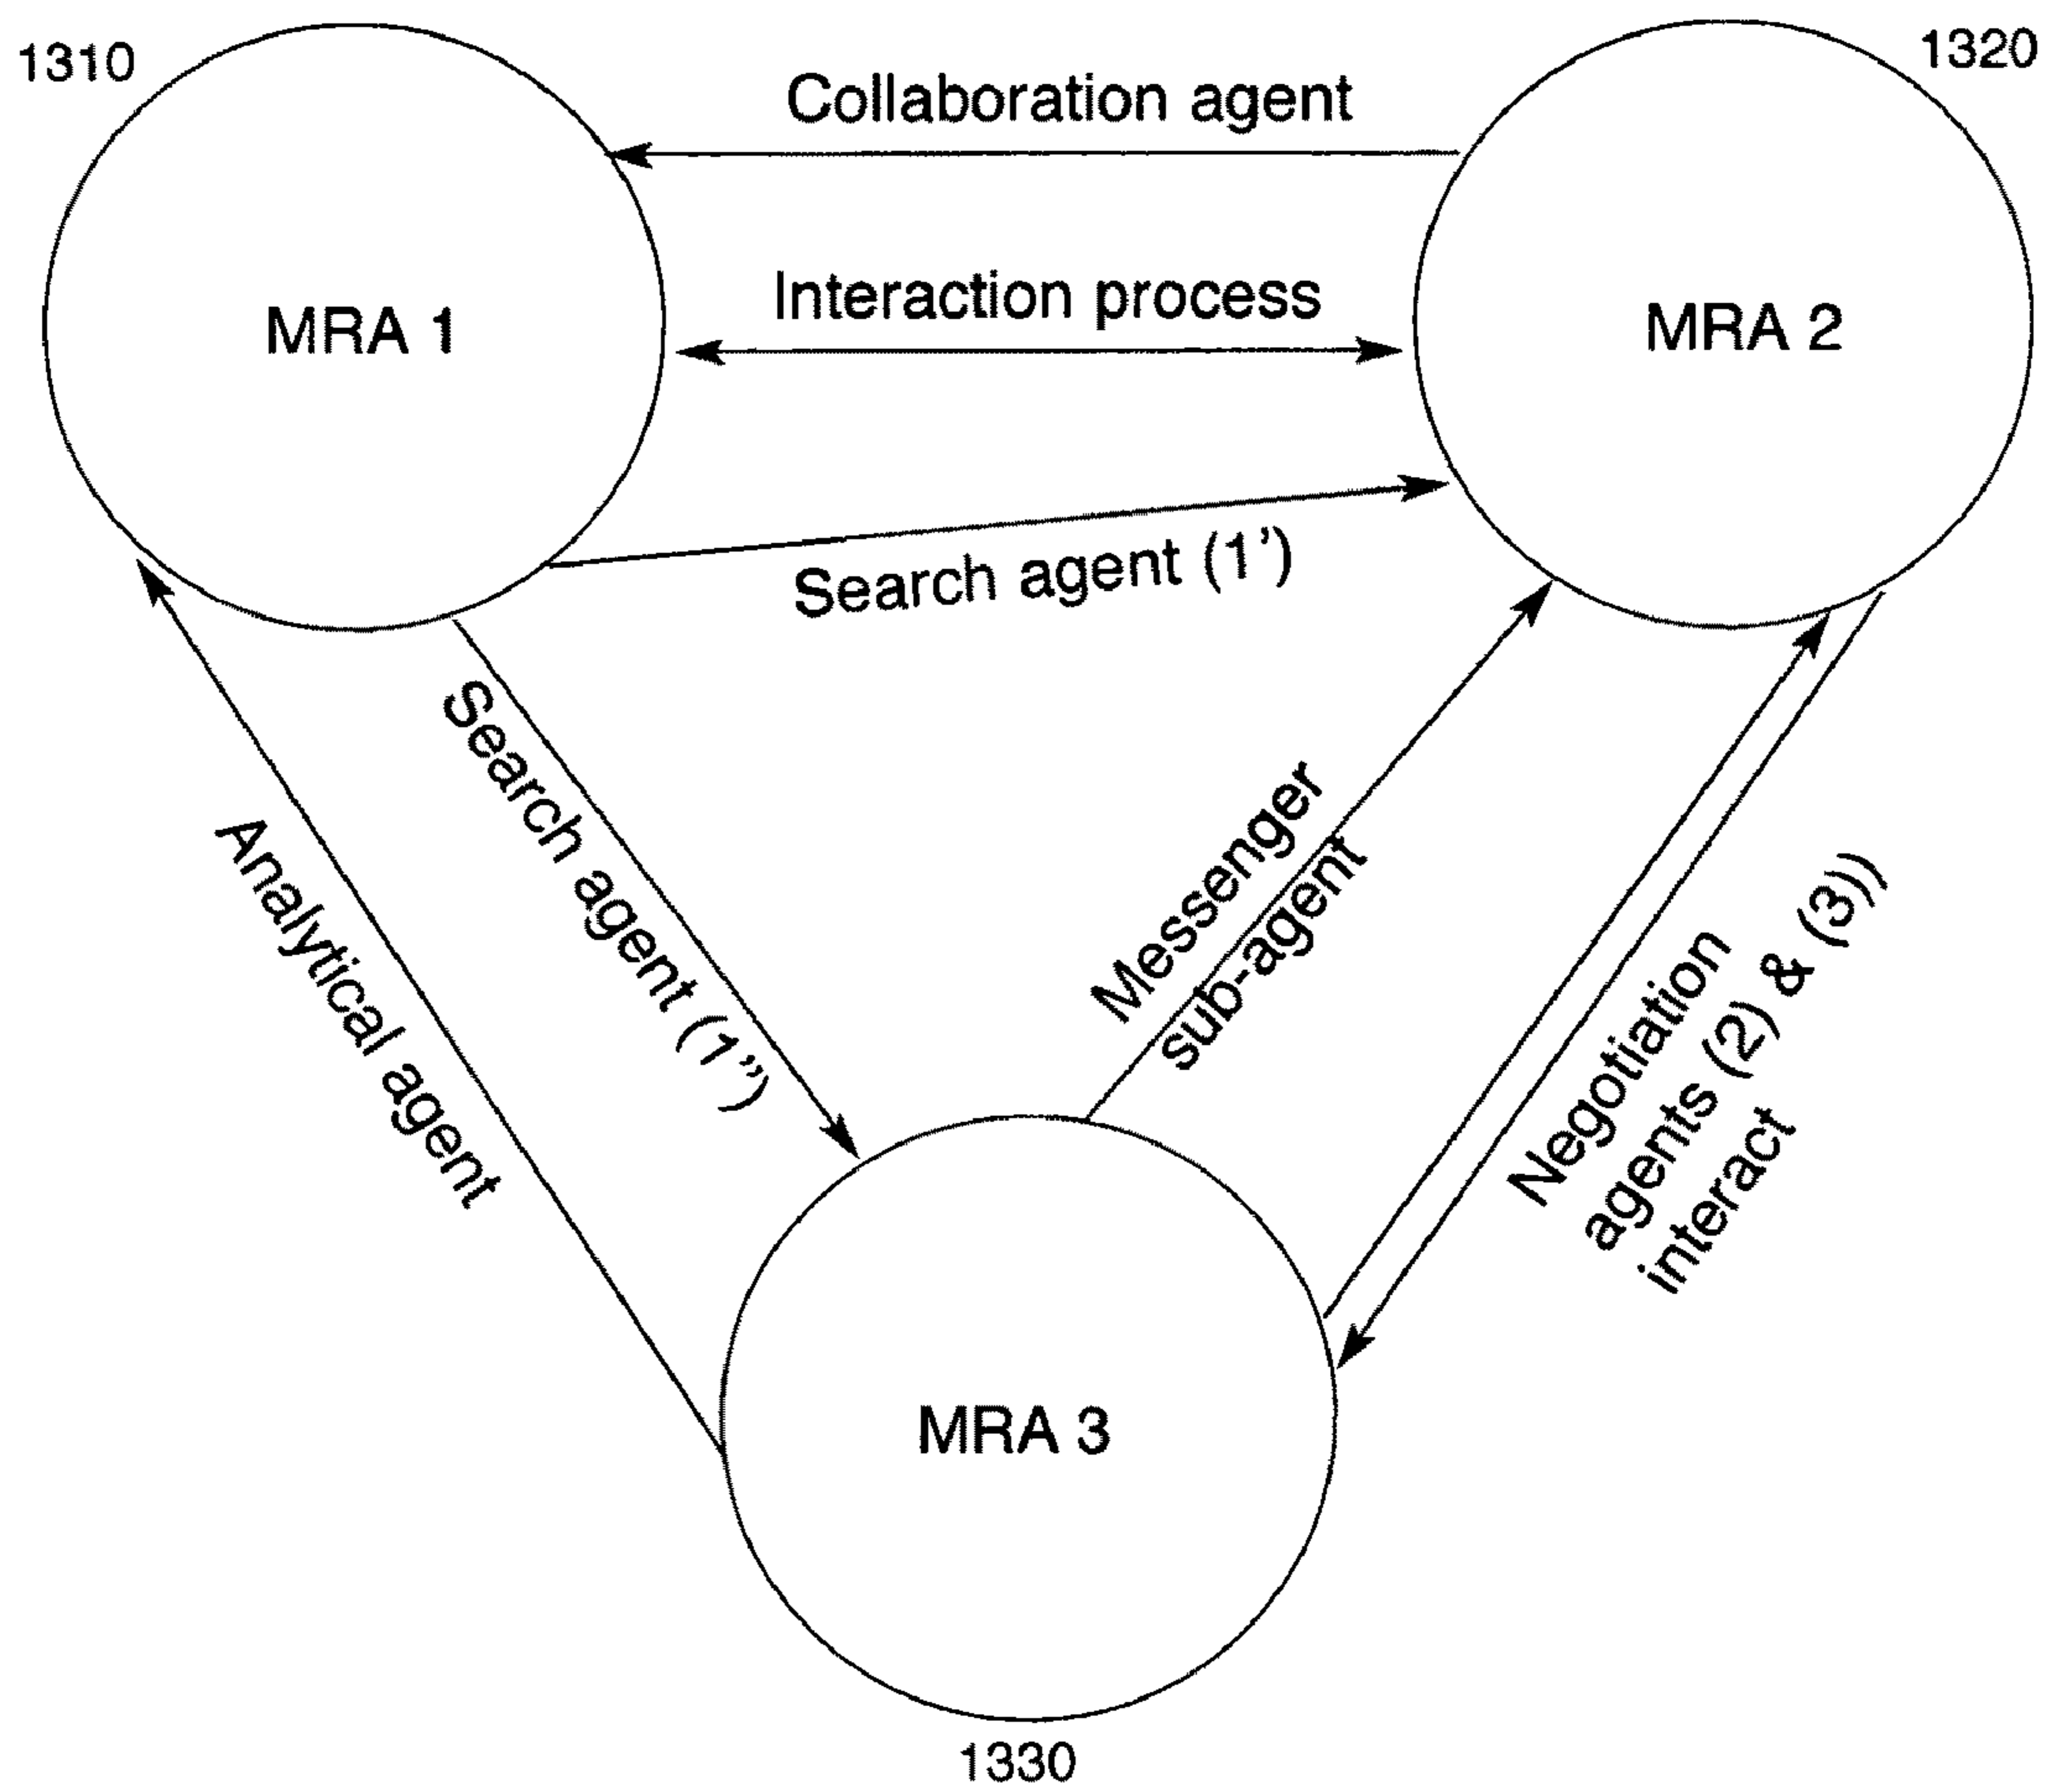 1310
1320
Collaboration agent
Interaction process
MRA 1
MRA 2
Search agent (1')
Search agent (1")
Analytical agent
Messenger
sub-agent
Negotiation
agents (2) & (3))
interact
MRA 3
1330